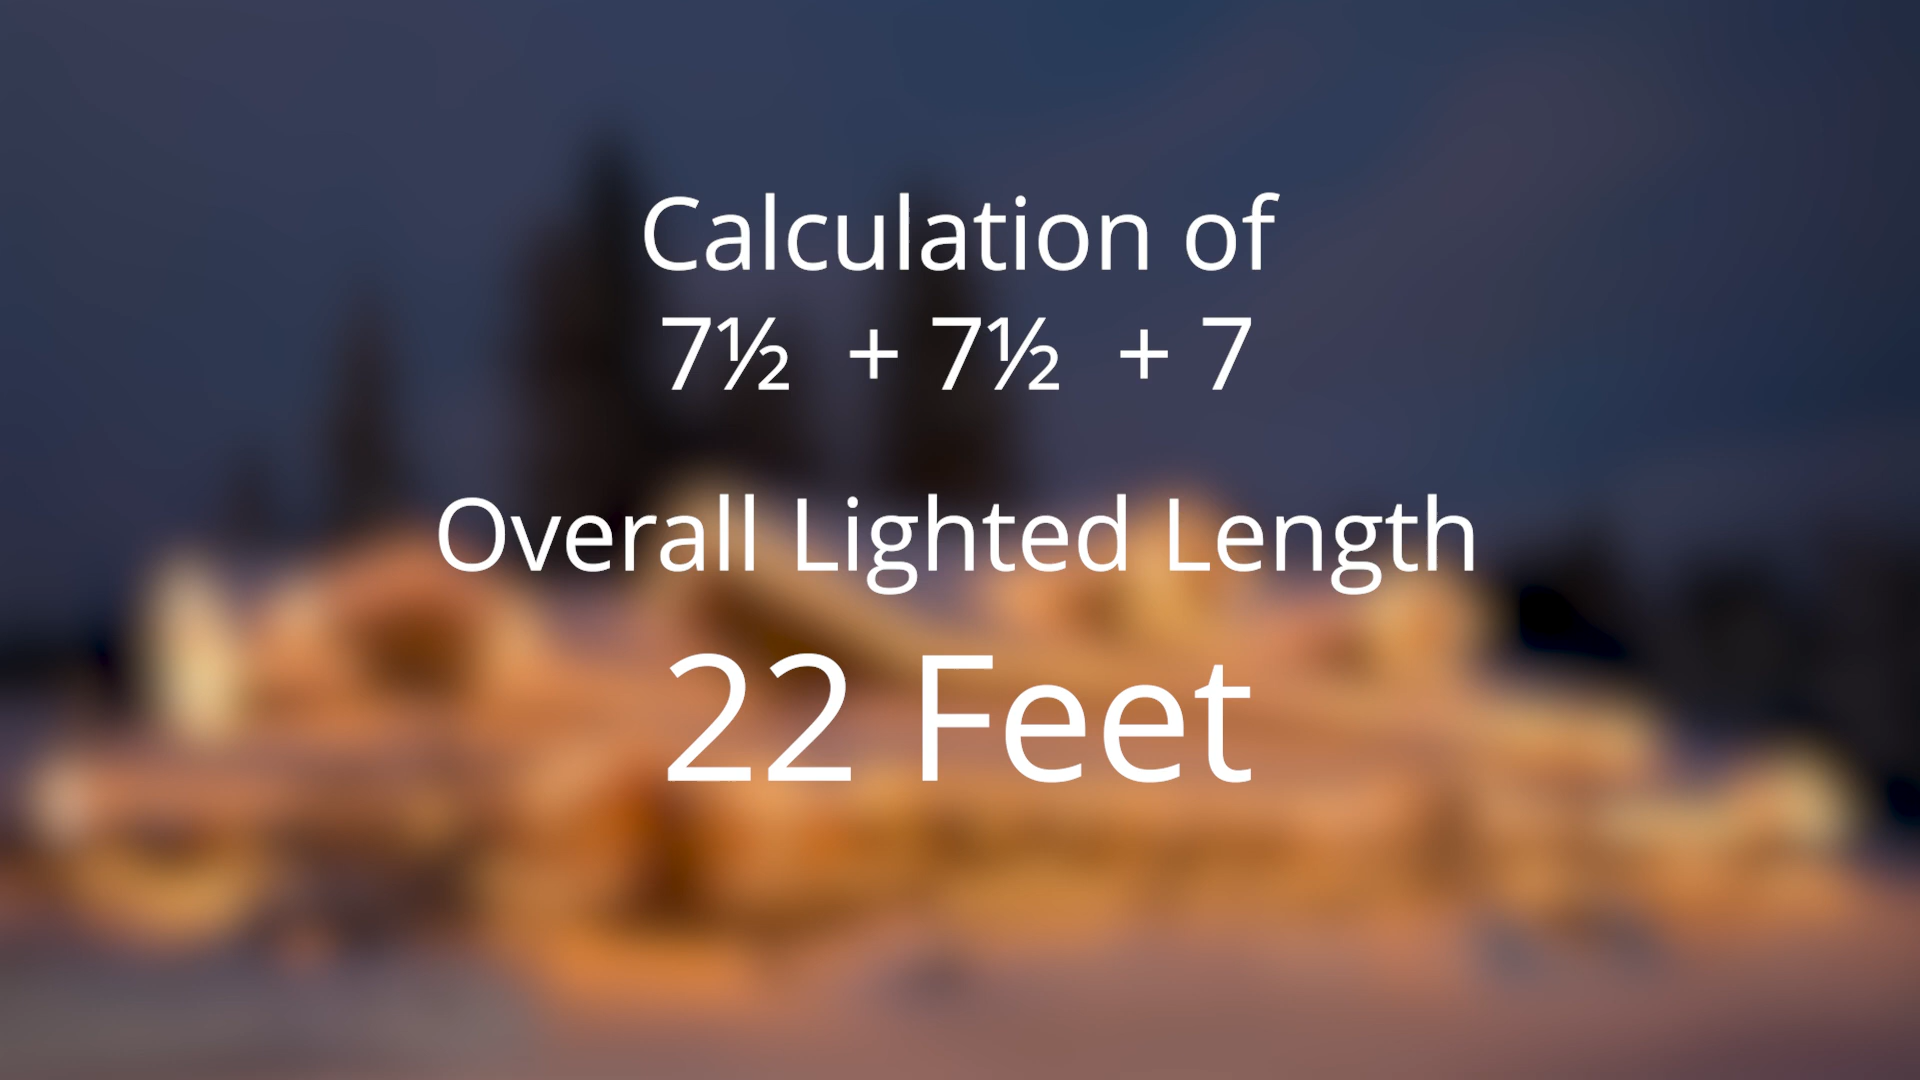 Calculation of
7½ + 7½ + 7
Overall Lighted Length
22 Feet